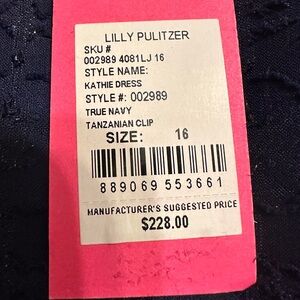 LILLY PULITZER
SKU #
002989 4081LJ 16
STYLE NAME:
KATHIE DRESS
STYLE #: 002989
TRUE NAVY
TANZANIAN CLIP
SIZE: 16
889069 553661
MANUFACTURER'S SUGGESTED PRICE
$228.00